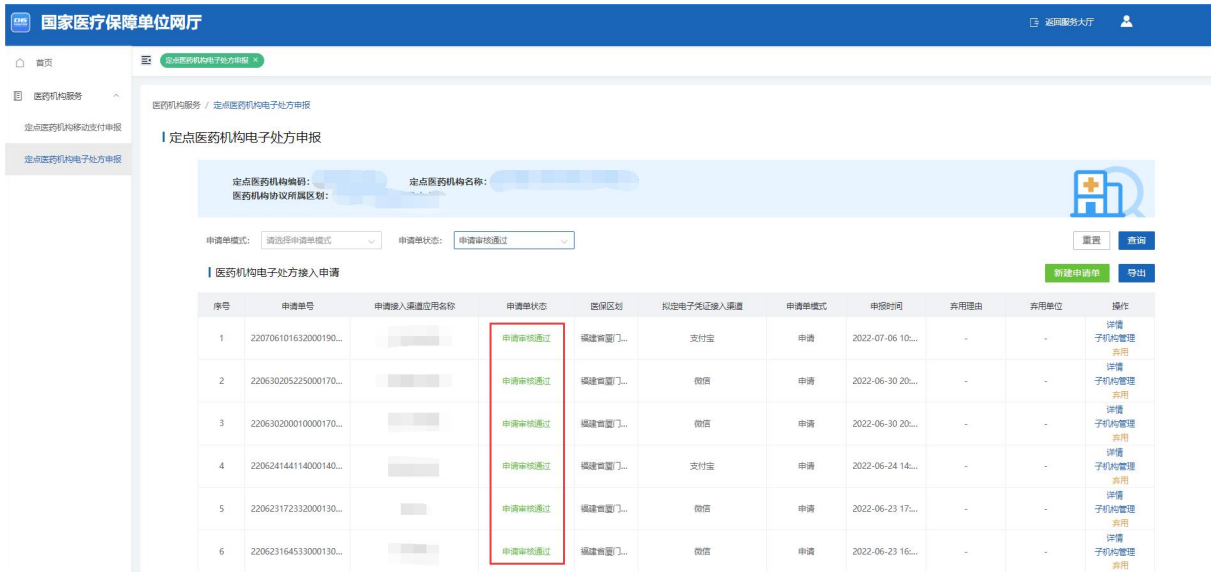 国家医疗保障单位网厅
返回服务大厅
首页
定点医药机构电子处方申报 ×
医药机构服务
医药机构服务 / 定点医药机构电子处方申报
定点医药机构移动支付申报
定点医药机构电子处方申报
定点医药机构电子处方申报
定点医药机构编码： 定点医药机构名称：
医药机构协议所属区划：
申请单模式： 请选择申请单模式 申请单状态： 申请审核通过 重置 查询
医药机构电子处方接入申请 新建申请单 导出
序号 申请单号 申请接入渠道应用名称 申请单状态 医保区划 拟定电子凭证接入渠道 申请单模式 申报时间 弃用理由 弃用单位 操作
1 220706101632000190... 申请审核通过 福建省厦门... 支付宝 申请 2022-07-06 10:... - - 详情 子机构管理 弃用
2 220630205225000170... 申请审核通过 福建省厦门... 微信 申请 2022-06-30 20:... - - 详情 子机构管理 弃用
3 220630200010000170... 申请审核通过 福建省厦门... 微信 申请 2022-06-30 20:... - - 详情 子机构管理 弃用
4 220624144114000140... 申请审核通过 福建省厦门... 支付宝 申请 2022-06-24 14:... - - 详情 子机构管理 弃用
5 220623172332000130... 申请审核通过 福建省厦门... 微信 申请 2022-06-23 17:... - - 详情 子机构管理 弃用
6 220623164533000130... 申请审核通过 福建省厦门... 微信 申请 2022-06-23 16:... - - 详情 子机构管理 弃用